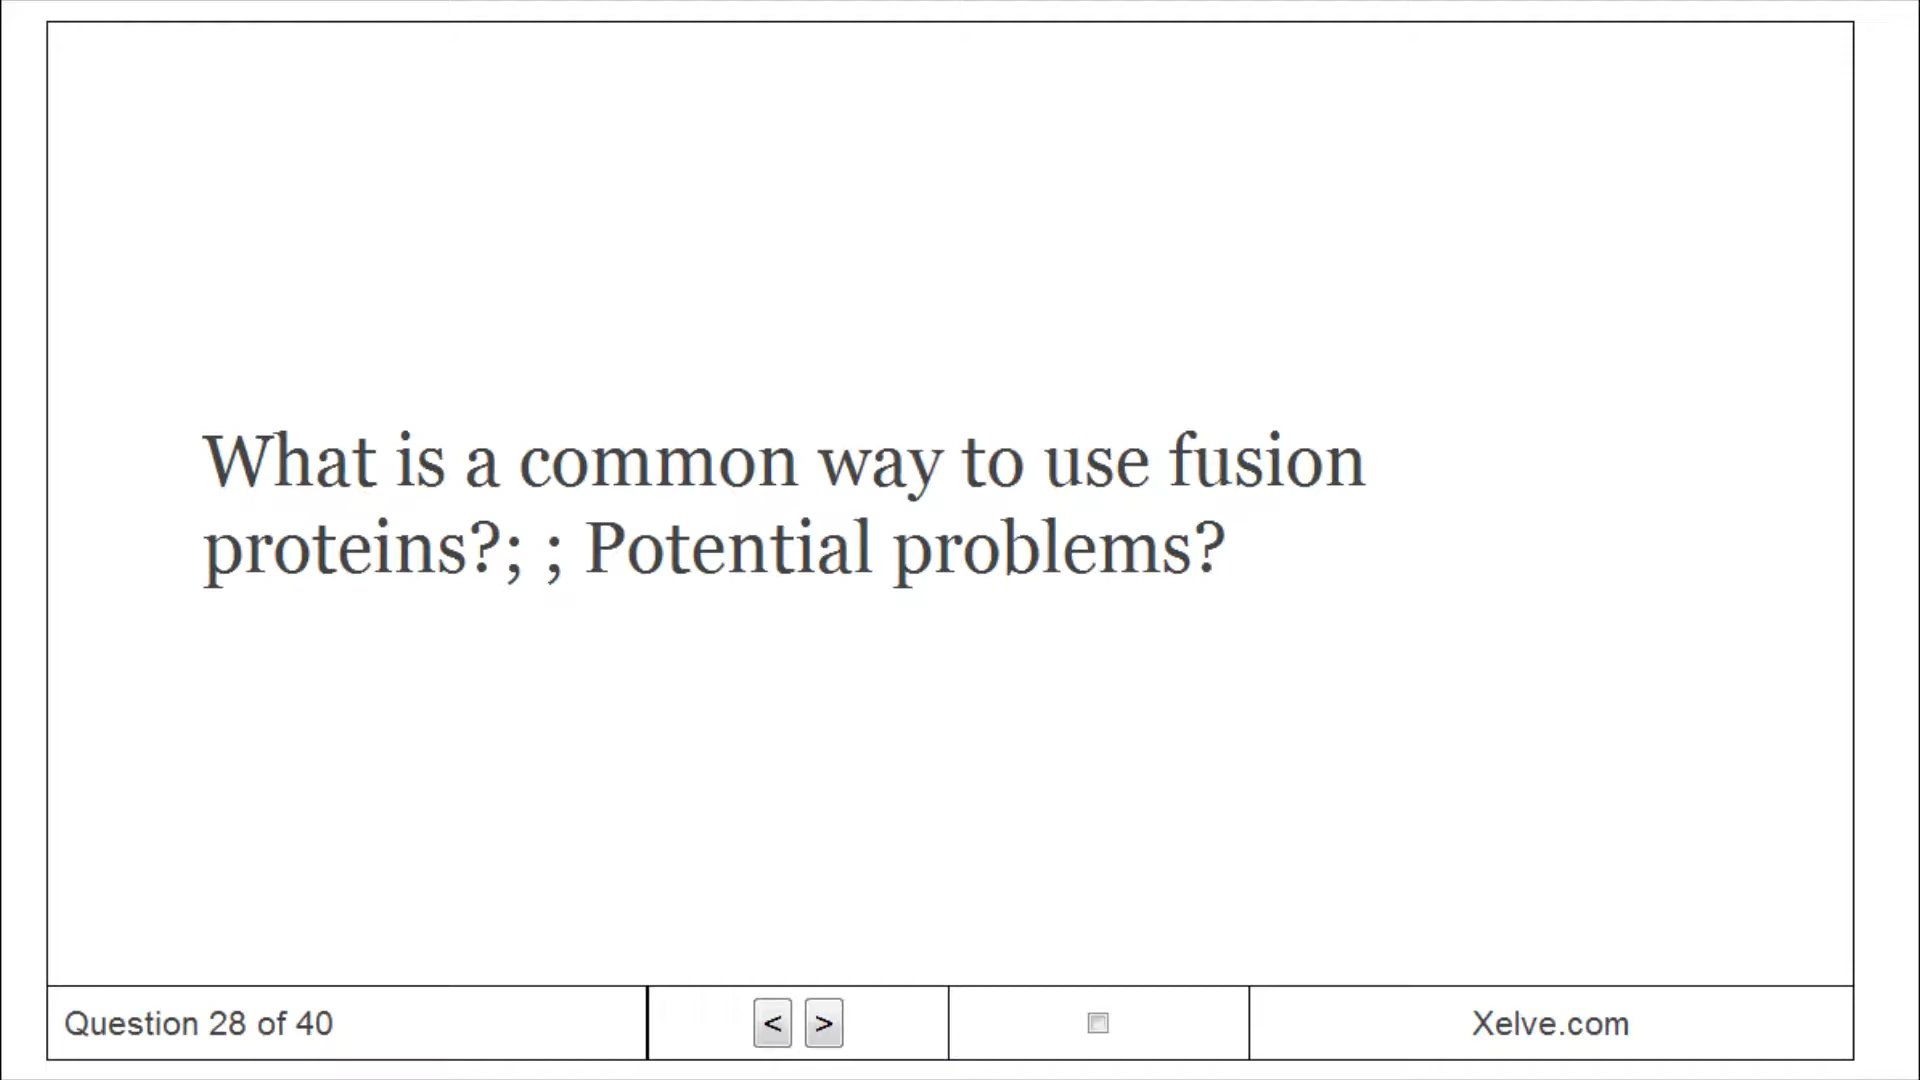 What is a common way to use fusion
proteins?; ; Potential problems?
Question 28 of 40
<
>
Xelve.com